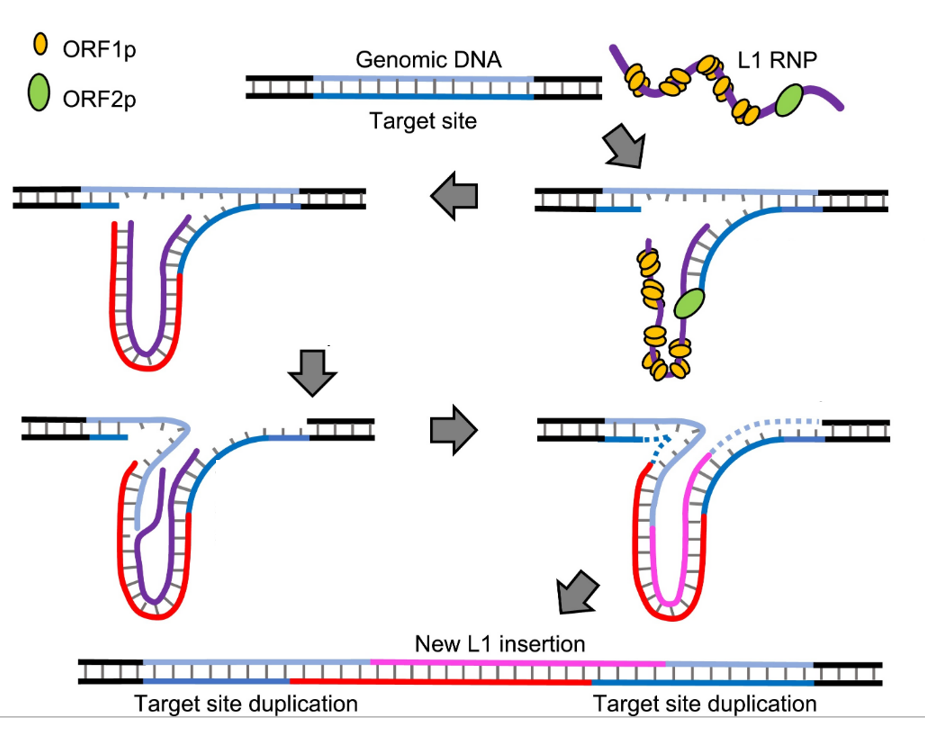 ORF1p
ORF2p
Genomic DNA
L1 RNP
Target site
New L1 insertion
Target site duplication
Target site duplication